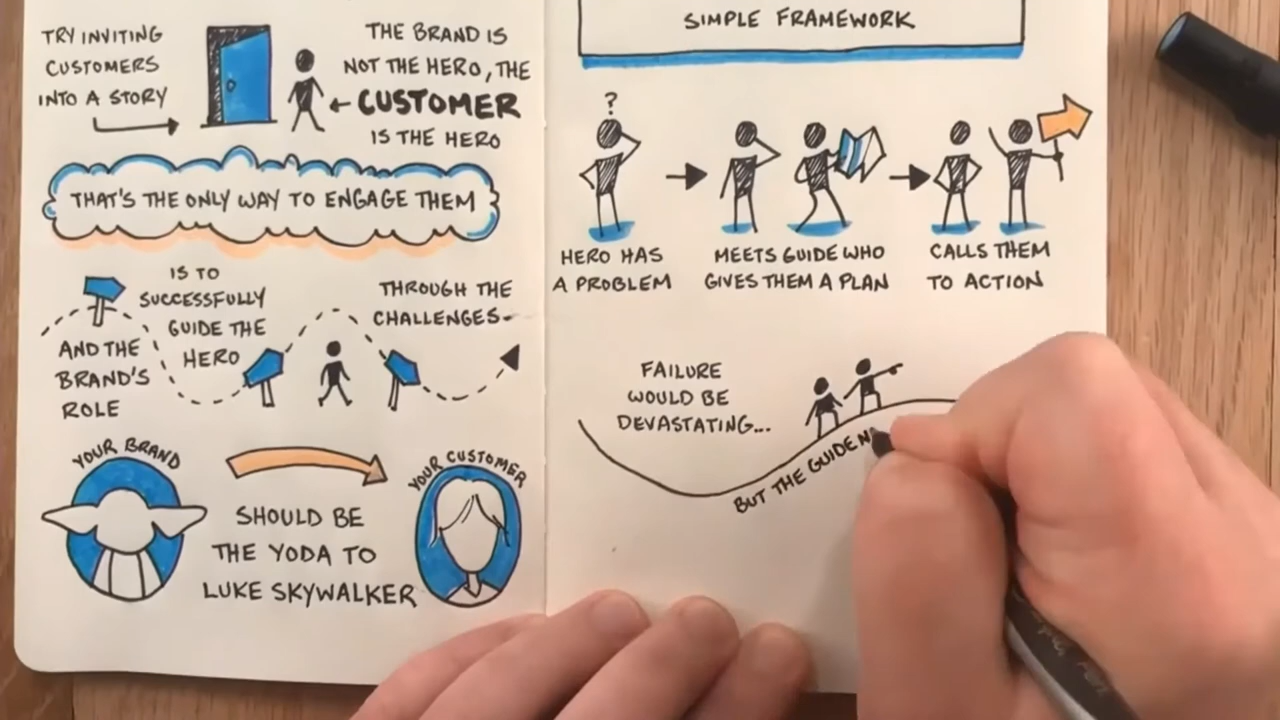 TRY INVITING
CUSTOMERS
INTO A STORY
THE BRAND IS
NOT THE HERO, THE
CUSTOMER
IS THE HERO
THAT'S THE ONLY WAY TO ENGAGE THEM
AND THE
BRAND'S
ROLE
IS TO
SUCCESSFULLY
GUIDE THE
HERO
THROUGH THE
CHALLENGES-
YOUR BRAND
SHOULD BE
THE YODA TO
LUKE SKYWALKER
YOUR CUSTOMER
SIMPLE FRAMEWORK
?
HERO HAS
A PROBLEM
MEETS GUIDE WHO
GIVES THEM A PLAN
CALLS THEM
TO ACTION
FAILURE
WOULD BE
DEVASTATING...
BUT THE GUIDE